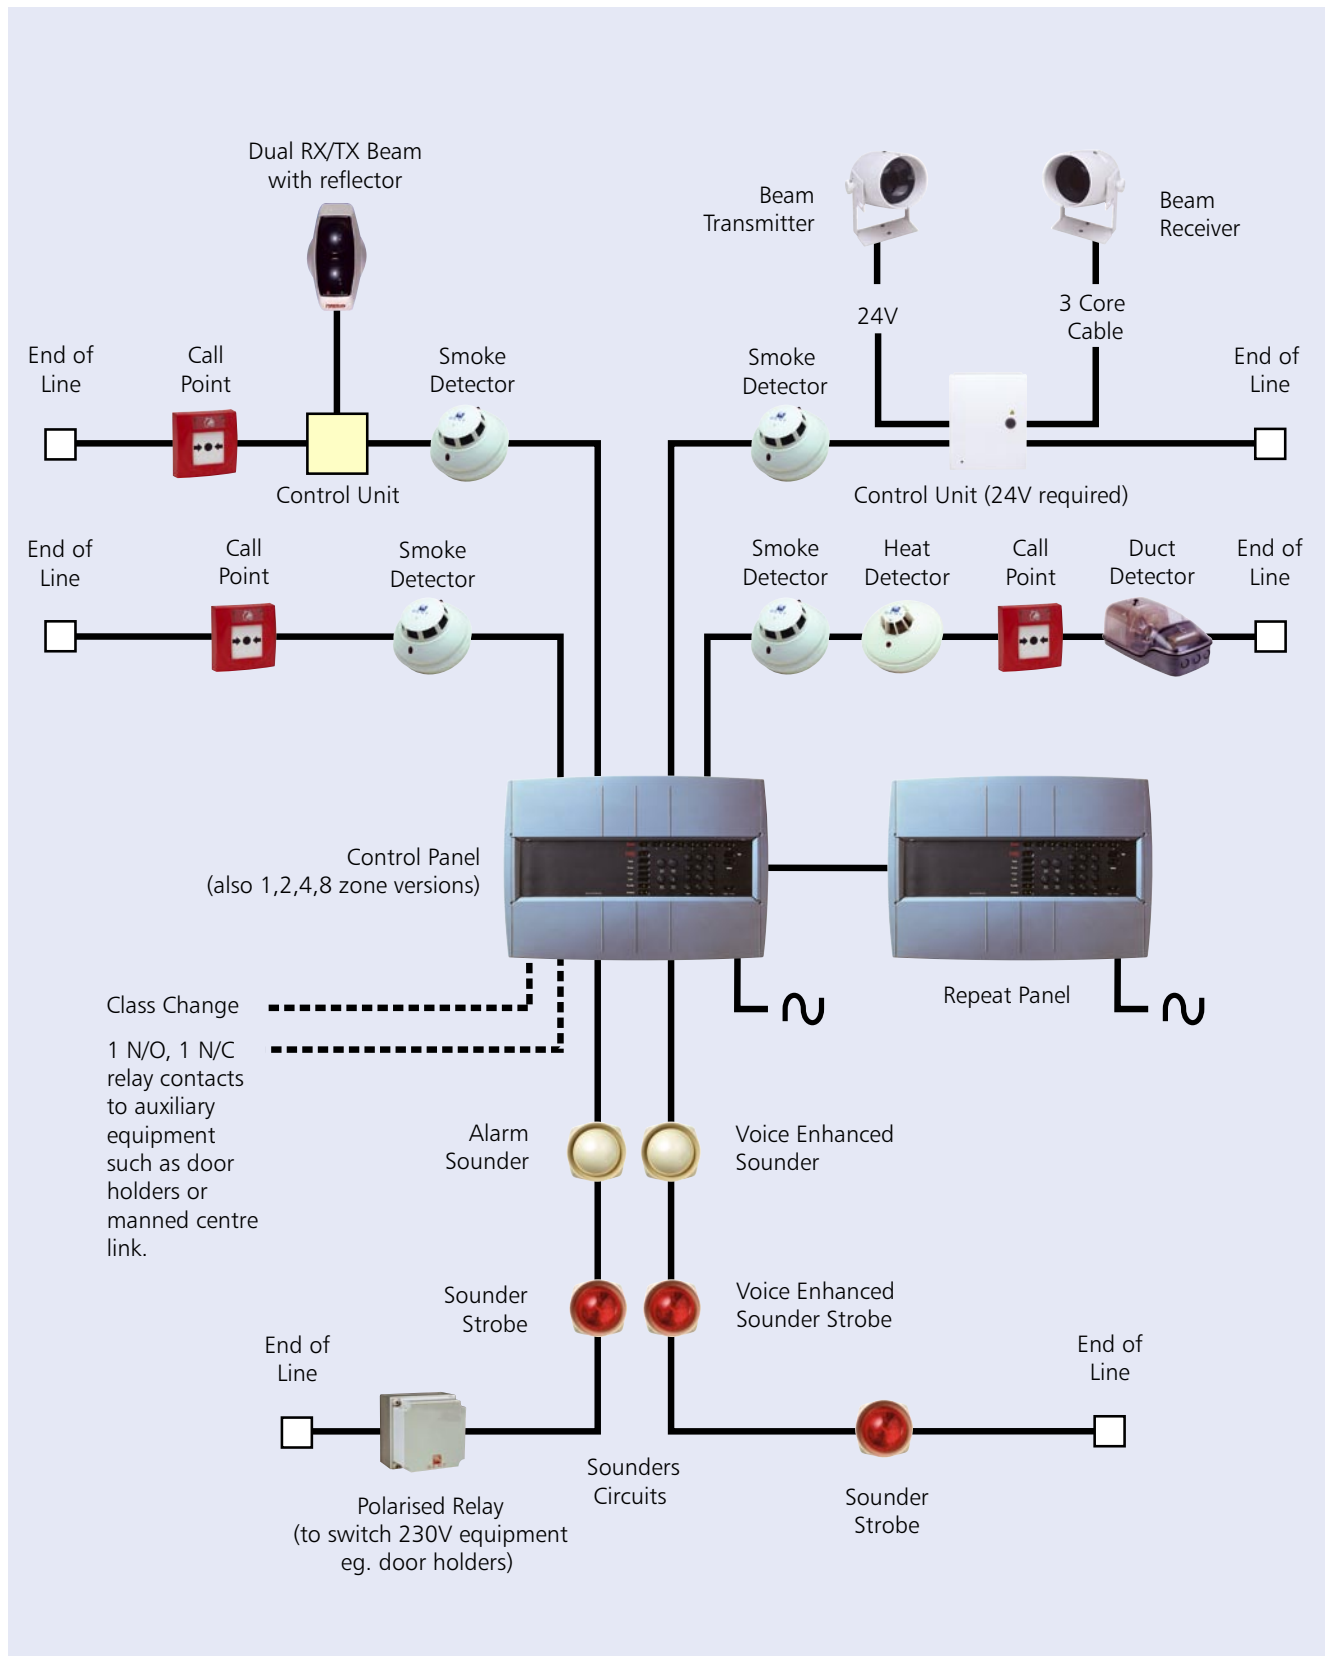 Dual RX/TX Beam
with reflector
Beam
Transmitter
Beam
Receiver
24V
3 Core
Cable
End of
Line
Call
Point
Smoke
Detector
Smoke
Detector
End of
Line
Control Unit
Control Unit (24V required)
End of
Line
Call
Point
Smoke
Detector
Smoke
Detector
Heat
Detector
Call
Point
Duct
Detector
End of
Line
Control Panel
(also 1,2,4,8 zone versions)
Repeat Panel
Class Change
1 N/O, 1 N/C
relay contacts
to auxiliary
equipment
such as door
holders or
manned centre
link.
Alarm
Sounder
Voice Enhanced
Sounder
Sounder
Strobe
Voice Enhanced
Sounder Strobe
End of
Line
End of
Line
Sounders
Circuits
Polarised Relay
(to switch 230V equipment
eg. door holders)
Sounder
Strobe